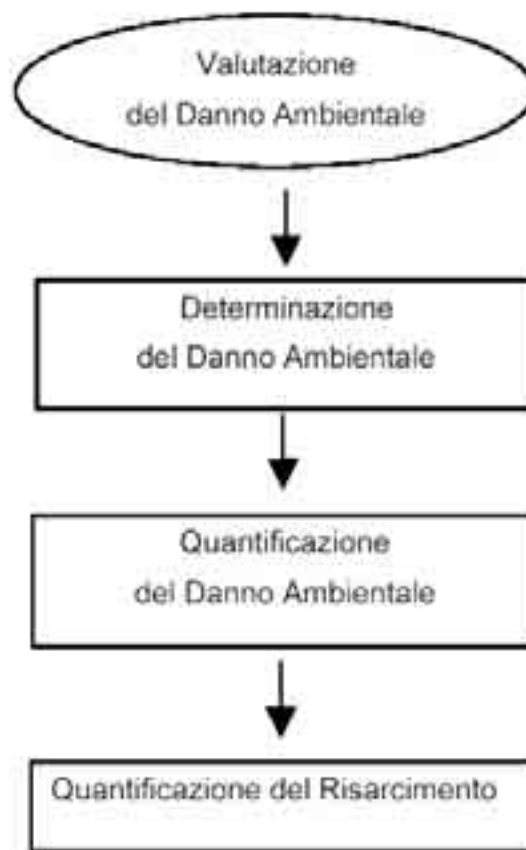 Valutazione
del Danno Ambientale
Determinazione
del Danno Ambientale
Quantificazione
del Danno Ambientale
Quantificazione del Risarcimento